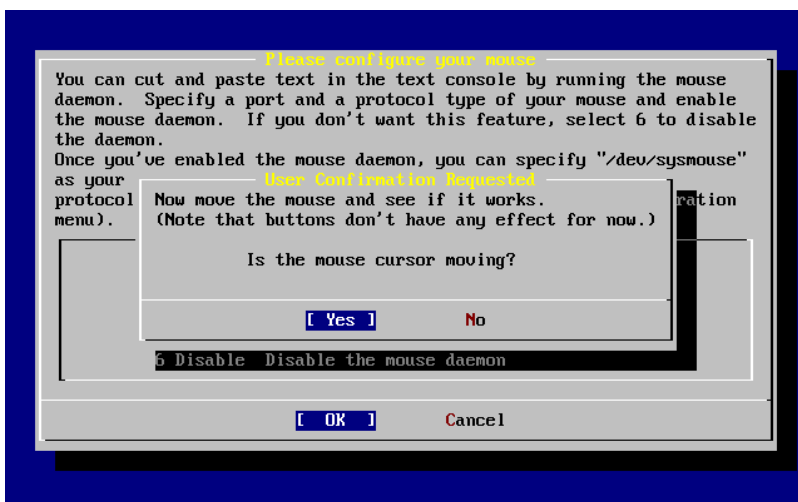 Please configure your mouse
You can cut and paste text in the text console by running the mouse
daemon.  Specify a port and a protocol type of your mouse and enable
the mouse daemon.  If you don't want this feature, select 6 to disable
the daemon.
Once you've enabled the mouse daemon, you can specify "/dev/sysmouse"
as your
User Confirmation Requested
protocol
ration
menu).
Now move the mouse and see if it works.
(Note that buttons don't have any effect for now.)
Is the mouse cursor moving?
[ Yes ] No
6 Disable  Disable the mouse daemon
[ OK ] Cancel